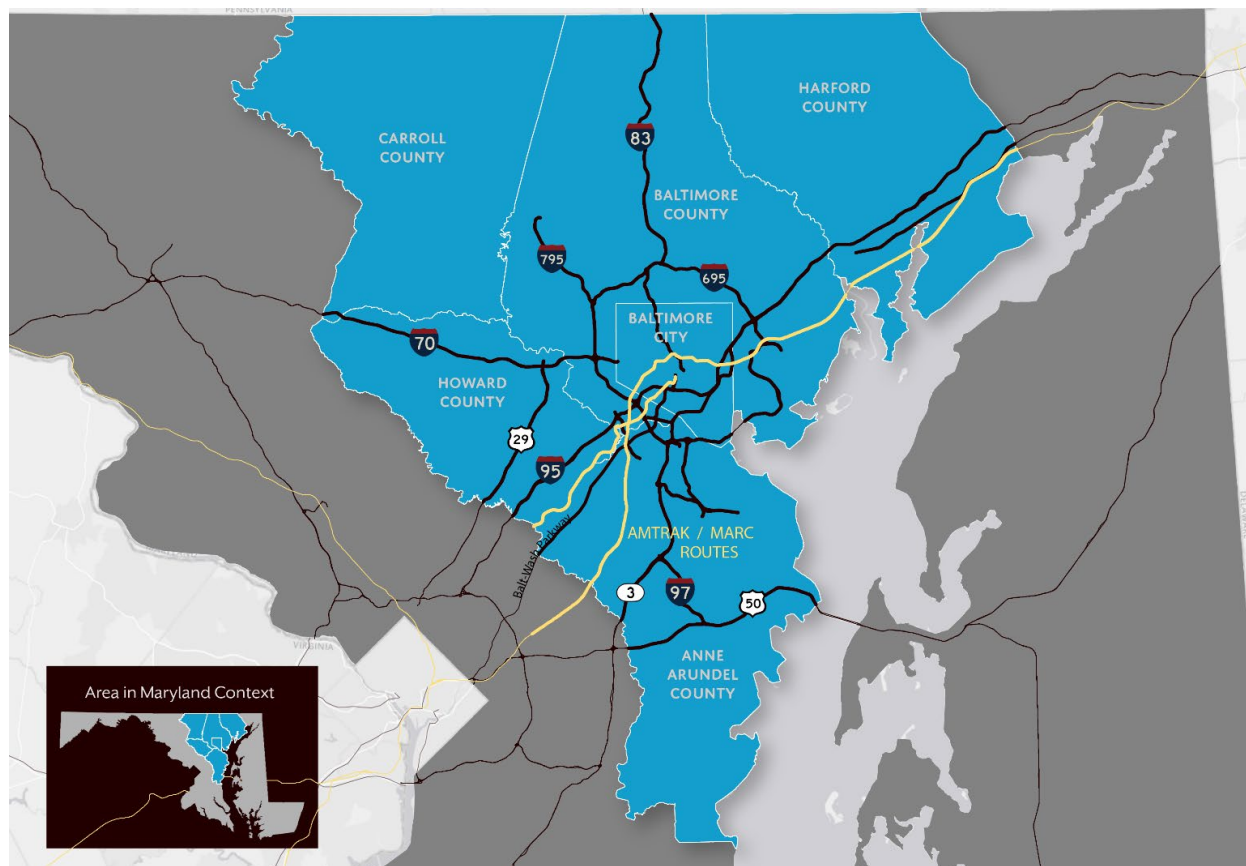 PENNSYLVANIA
HARFORD
COUNTY
CARROLL
COUNTY
83
BALTIMORE
COUNTY
795
695
BALTIMORE
CITY
70
HOWARD
COUNTY
29
95
Balt-Wash Parkway
AMTRAK / MARC
ROUTES
3
97
50
DELAWARE
VIRGINIA
ANNE
ARUNDEL
COUNTY
Area in Maryland Context